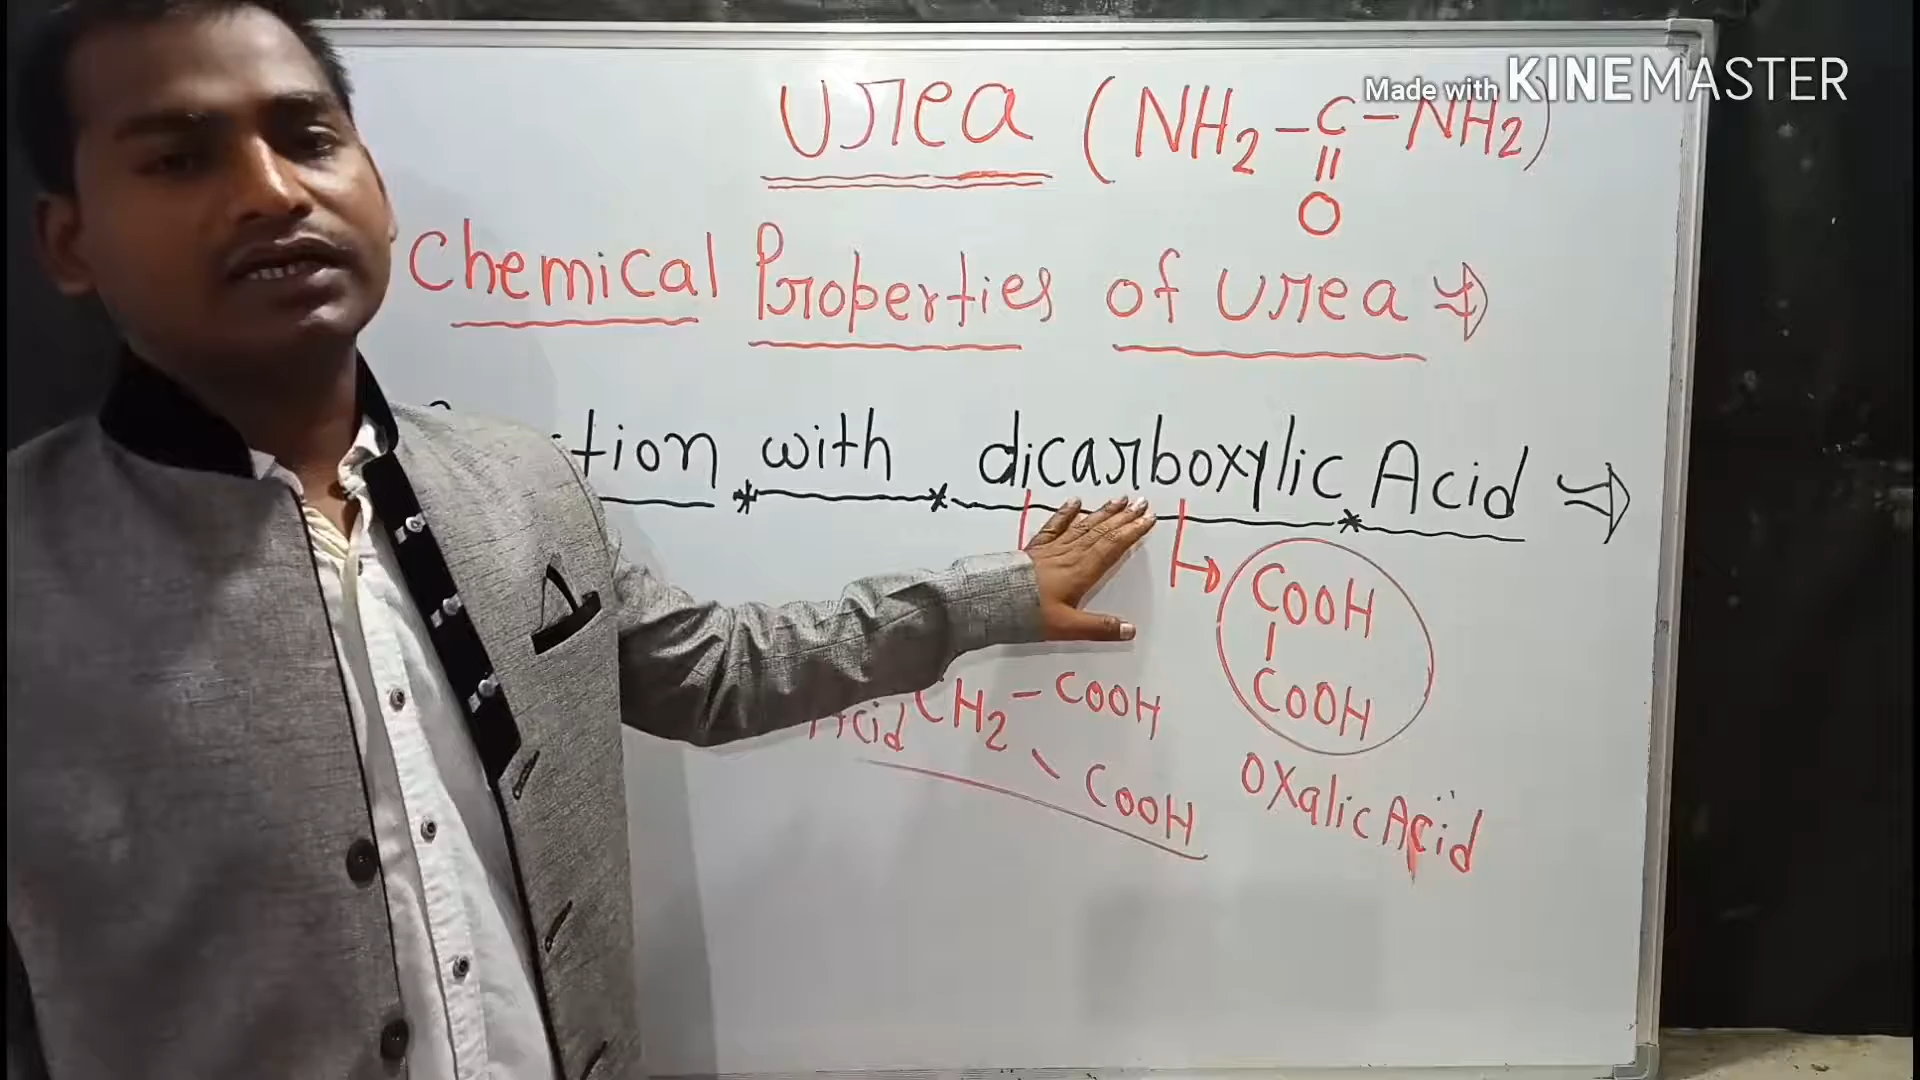 Made with KINEMASTER
Urea (NH2-C-NH2)
||
O
Chemical Properties of Urea ⇒
tion with dicarboxylic Acid ⇒
COOH
|
COOH
Acid CH2-COOH
\ COOH
Oxalic Acid